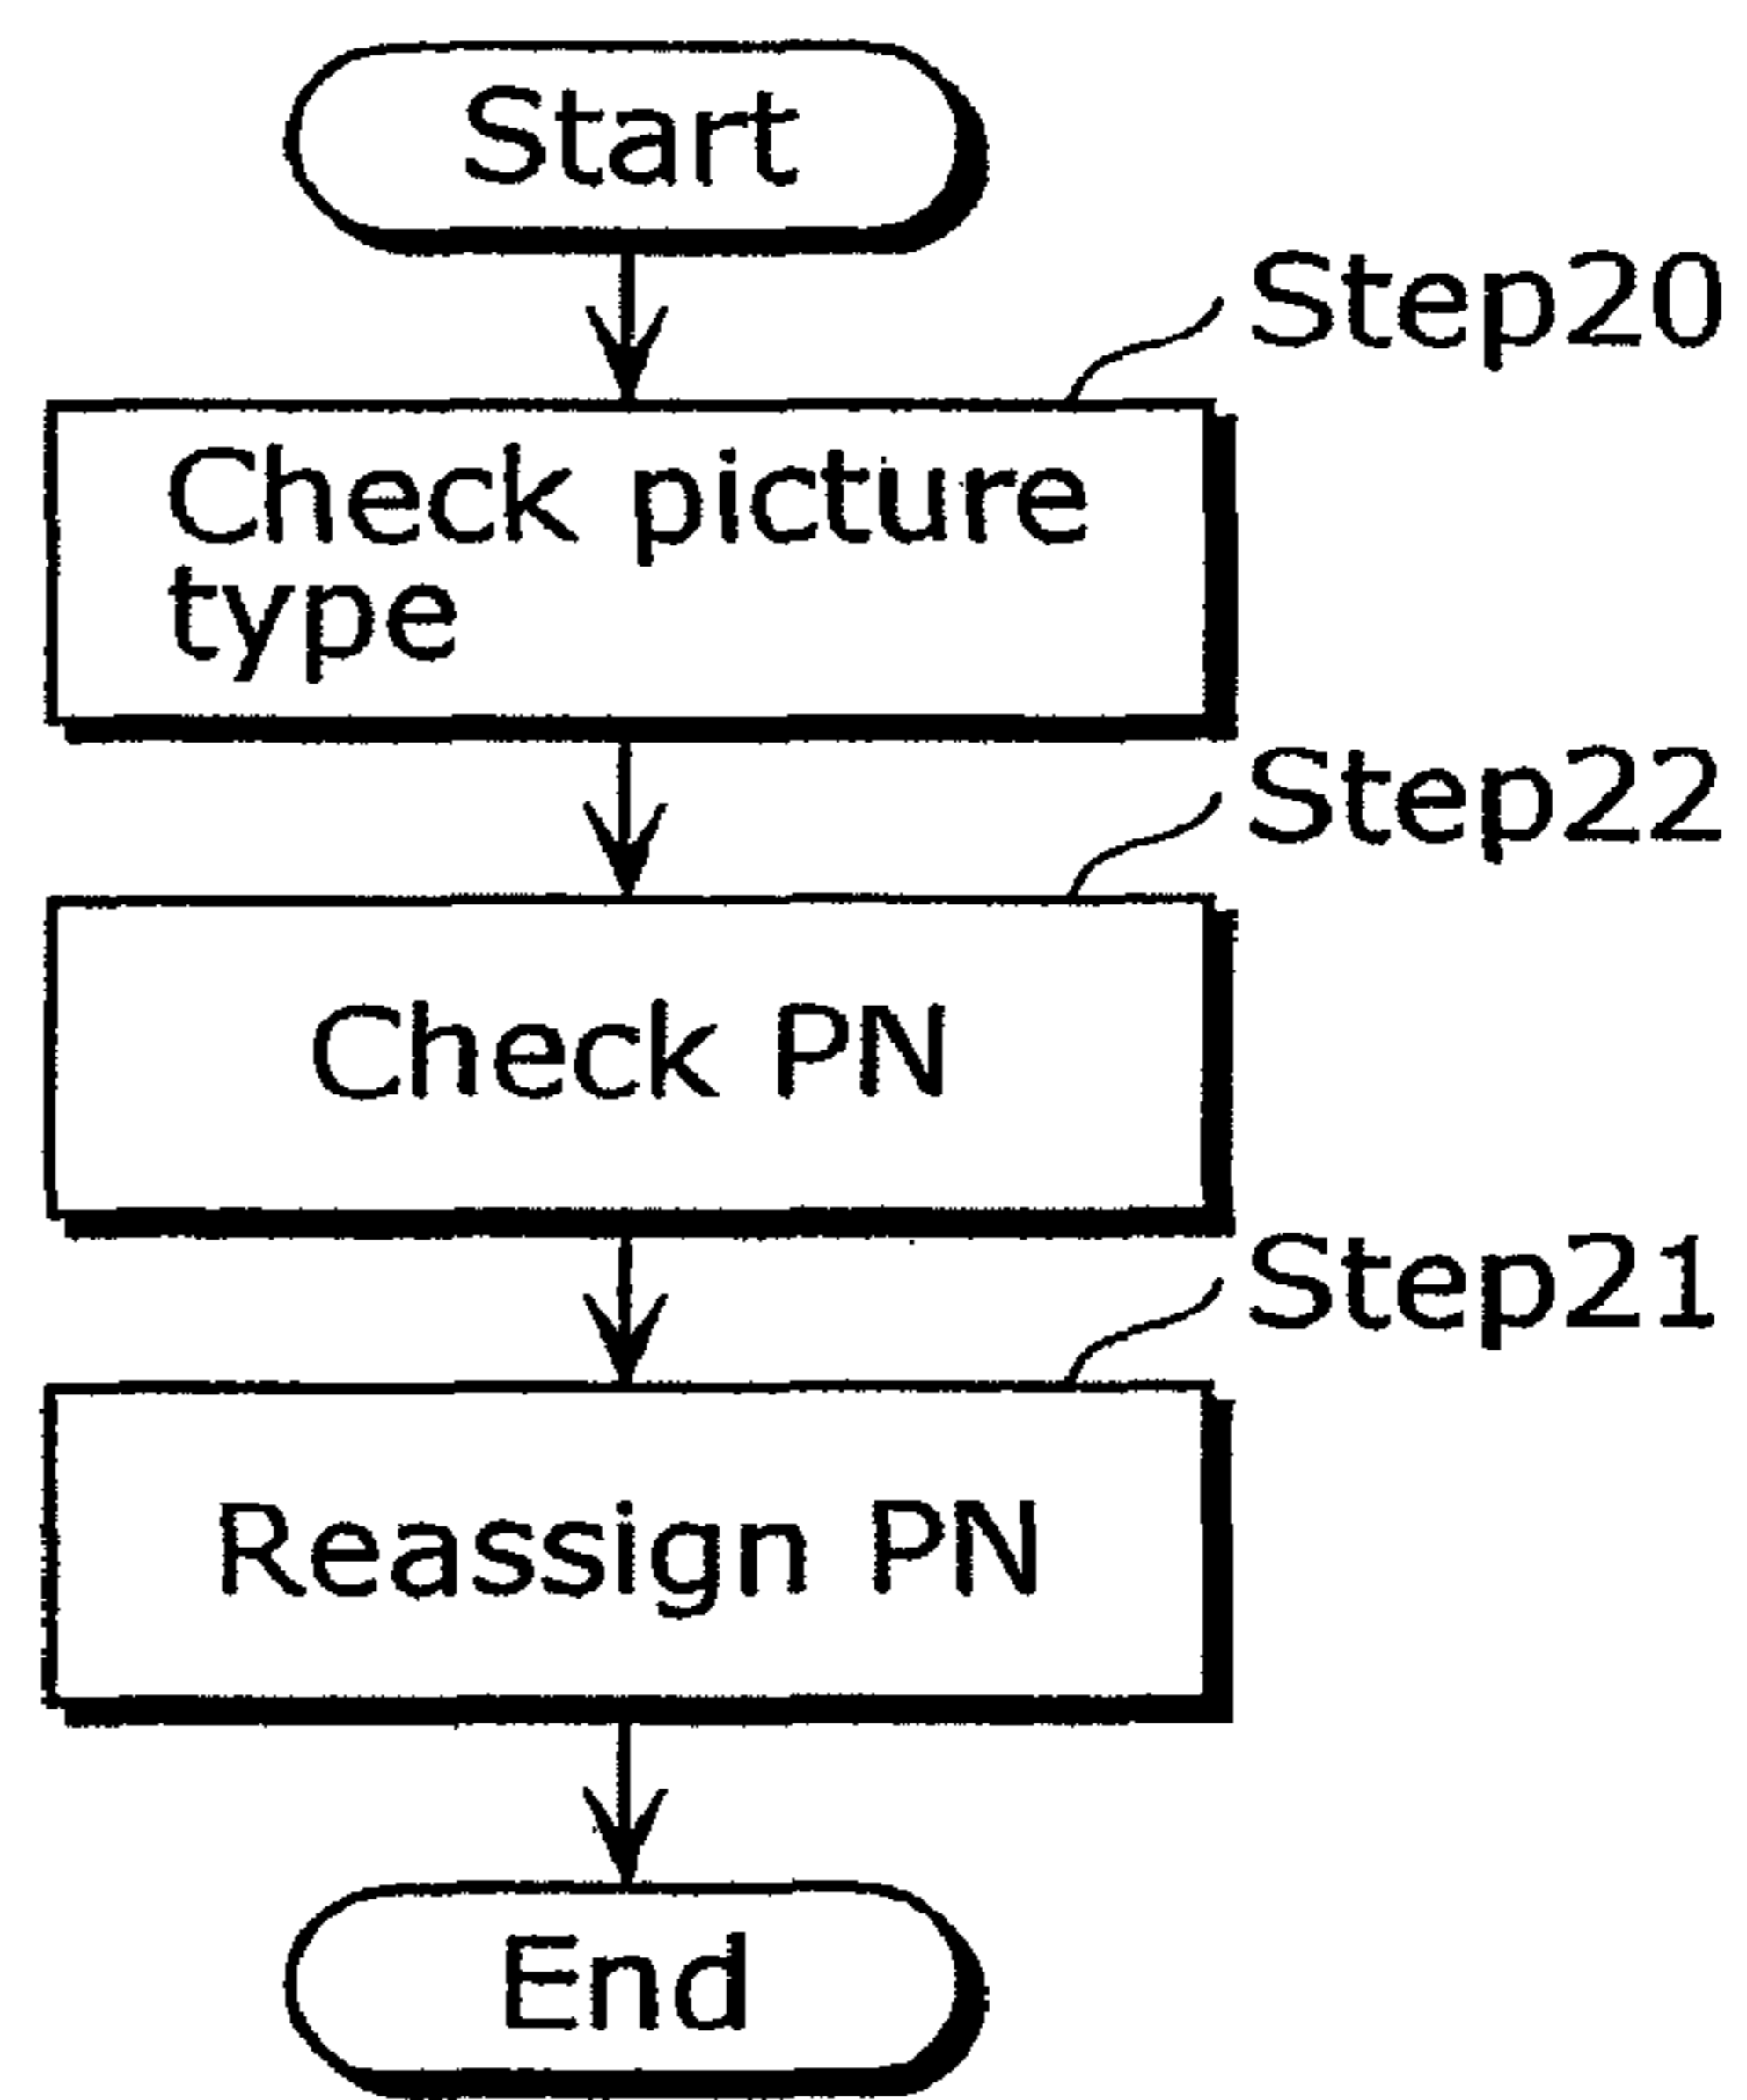 Start
Step20
Check picture
type
Step22
Check PN
Step21
Reassign PN
End